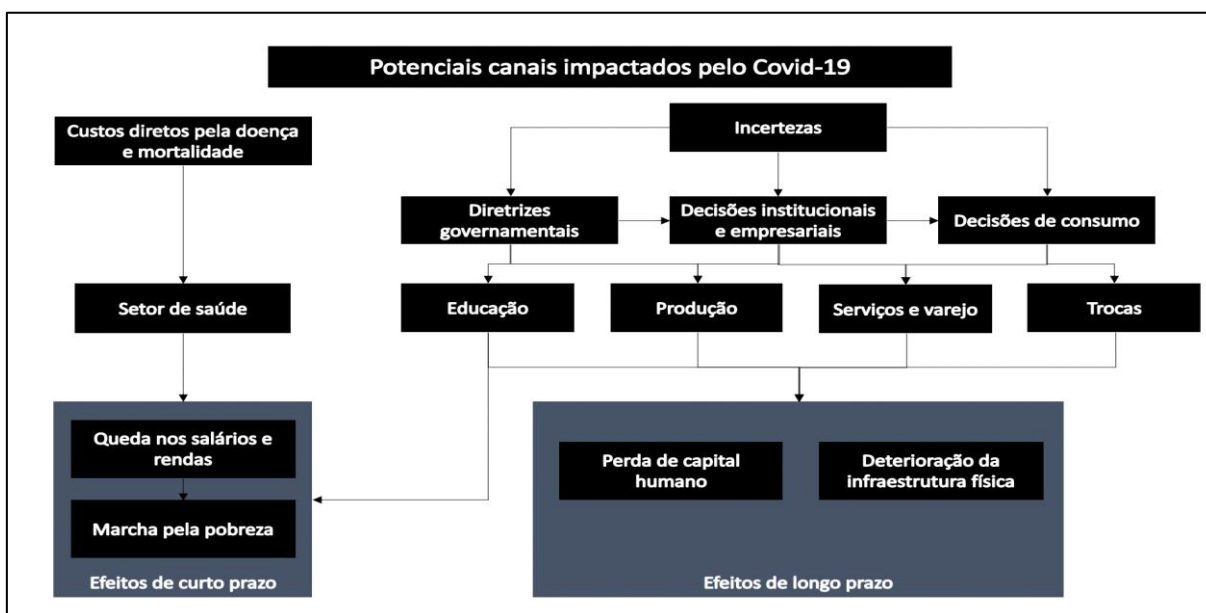 Potenciais canais impactados pelo Covid-19
Custos diretos pela doença
e mortalidade
Incertezas
Diretrizes
governamentais
Decisões institucionais
e empresariais
Decisões de consumo
Setor de saúde
Educação
Produção
Serviços e varejo
Trocas
Queda nos salários e
rendas
Marcha pela pobreza
Efeitos de curto prazo
Perda de capital
humano
Deterioração da
infraestrutura física
Efeitos de longo prazo